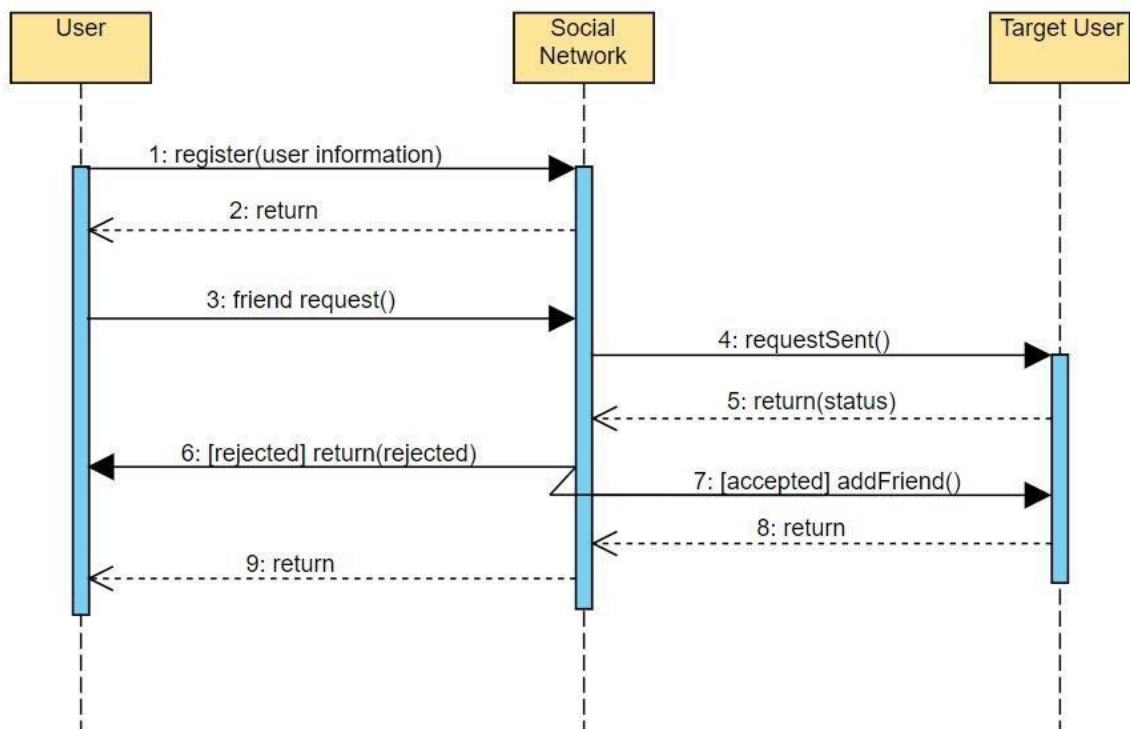 User
Social
Network
Target User
1: register(user information)
2: return
3: friend request()
4: requestSent()
5: return(status)
6: [rejected] return(rejected)
7: [accepted] addFriend()
8: return
9: return